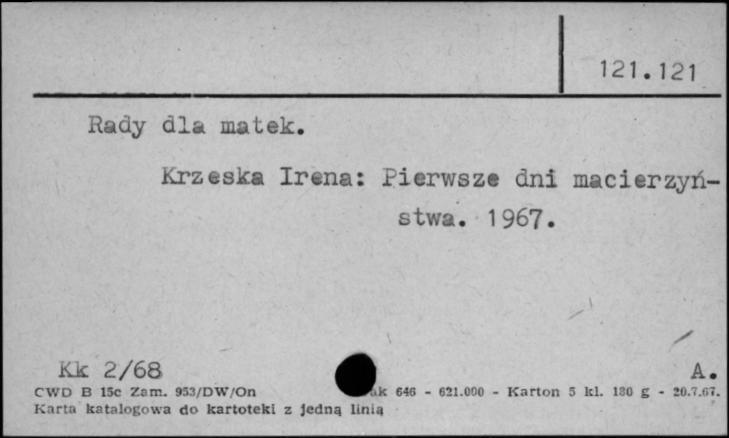 121.121
Rady dla matek.
Krzeska Irena: Pierwsze dni macierzyń-
stwa. 1967.
Kk 2/68 A.
CWD B 15c Zam. 953/DW/On ak 646 - 621.000 - Karton 5 kl. 180 g - 20.7.67.
Karta katalogowa do kartoteki z jedną linią